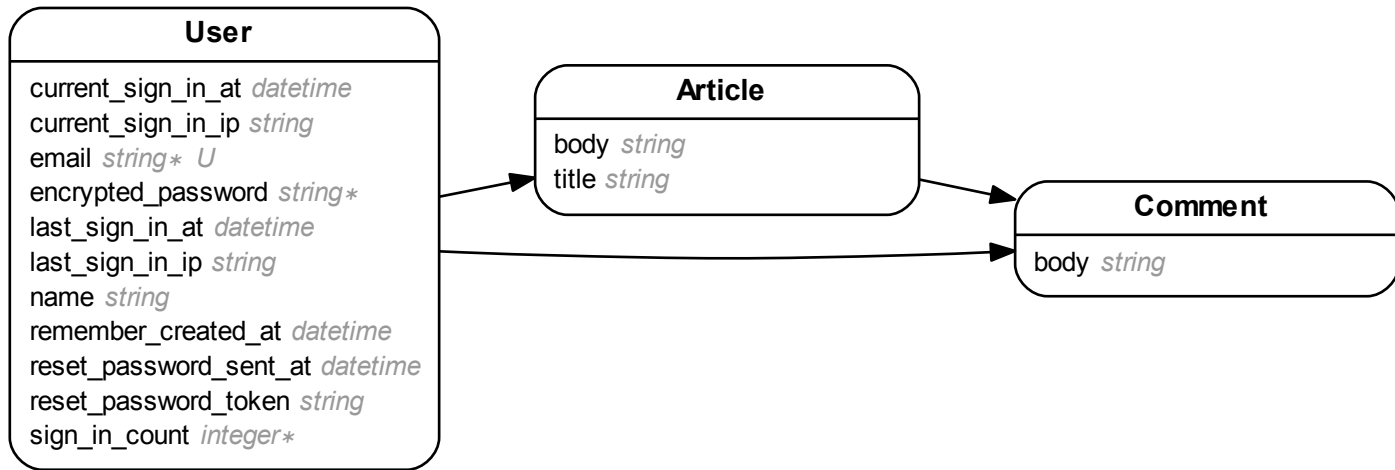 User
current_sign_in_at datetime
current_sign_in_ip string
email string∗ U
encrypted_password string∗
last_sign_in_at datetime
last_sign_in_ip string
name string
remember_created_at datetime
reset_password_sent_at datetime
reset_password_token string
sign_in_count integer∗
Article
body string
title string
Comment
body string